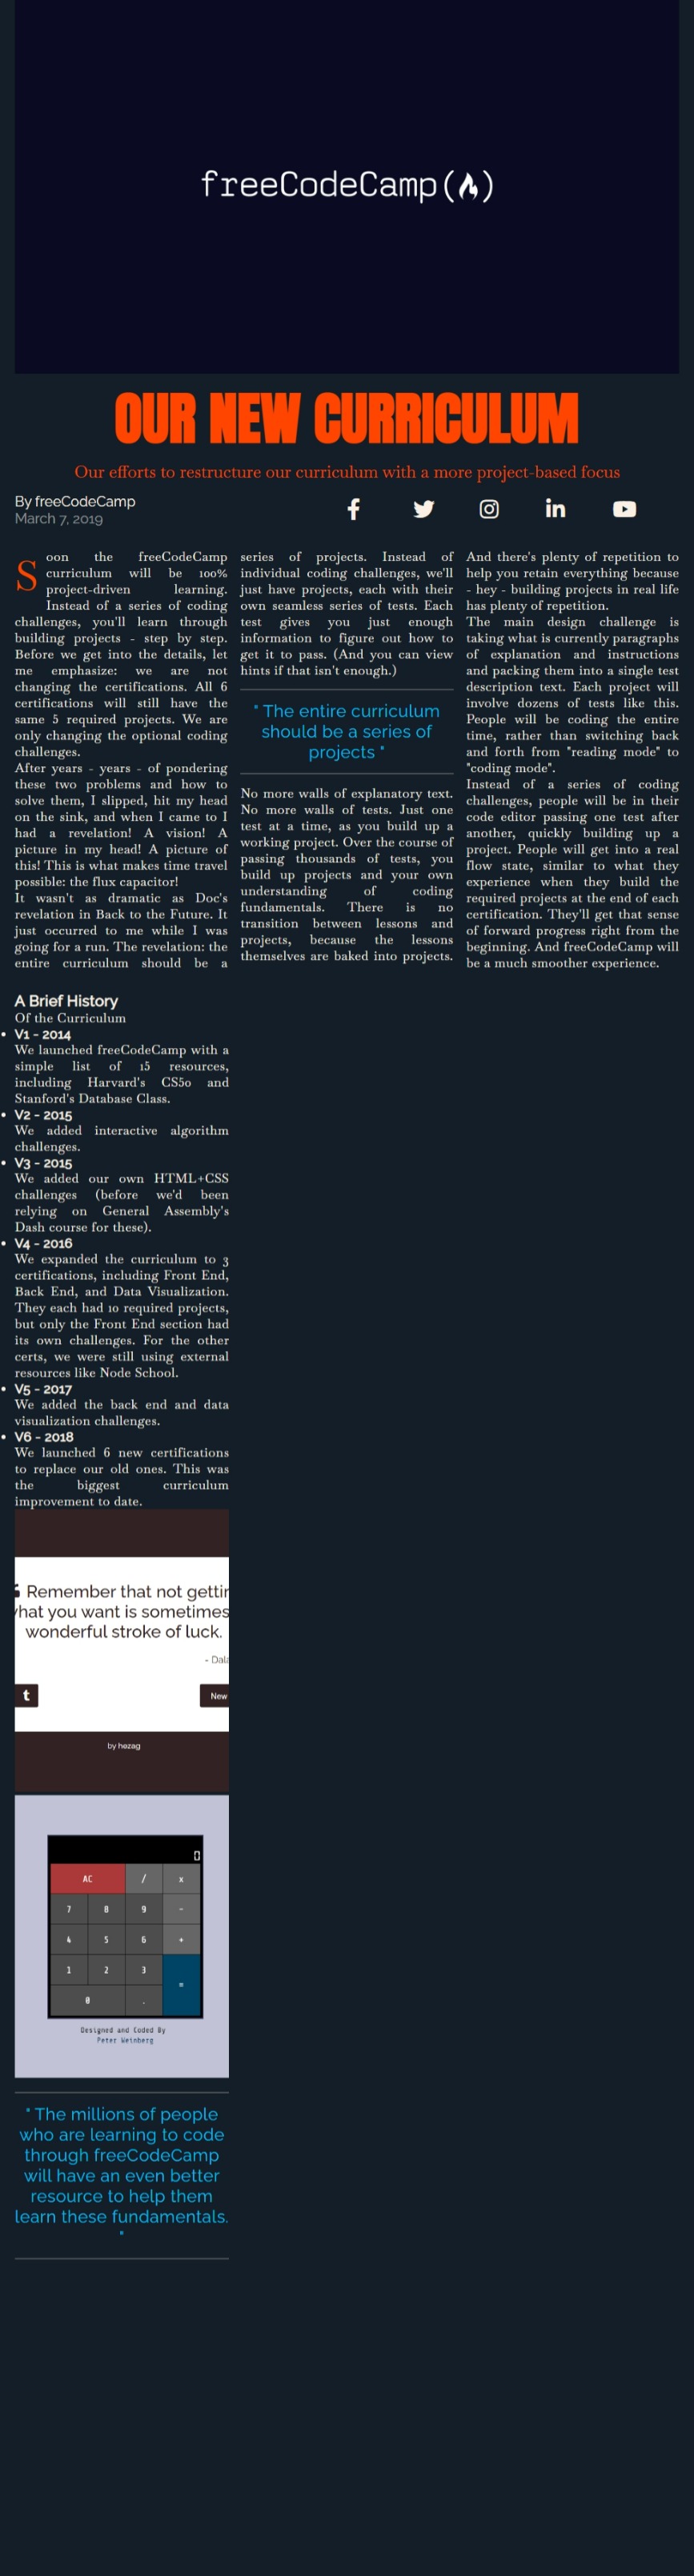 freeCodeCamp()
OUR NEW CURRICULUM
Our efforts to restructure our curriculum with a more project-based focus
By freeCodeCamp
March 7, 2019
Soon the freeCodeCamp
curriculum will be 100%
project-driven learning.
Instead of a series of coding
challenges, you'll learn through
building projects - step by step.
Before we get into the details, let
me emphasize: we are not
changing the certifications. All 6
certifications will still have the
same 5 required projects. We are
only changing the optional coding
challenges.
After years - years - of pondering
these two problems and how to
solve them, I slipped, hit my head
on the sink, and when I came to I
had a revelation! A vision! A
picture in my head! A picture of
this! This is what makes time travel
possible: the flux capacitor!
It wasn't as dramatic as Doc's
revelation in Back to the Future. It
just occurred to me while I was
going for a run. The revelation: the
entire curriculum should be a
series of projects. Instead of
individual coding challenges, we'll
just have projects, each with their
own seamless series of tests. Each
test gives you just enough
information to figure out how to
get it to pass. (And you can view
hints if that isn't enough.)
" The entire curriculum
should be a series of
projects "
No more walls of explanatory text.
No more walls of tests. Just one
test at a time, as you build up a
working project. Over the course of
passing thousands of tests, you
build up projects and your own
understanding of coding
fundamentals. There is no
transition between lessons and
projects, because the lessons
themselves are baked into projects.
And there's plenty of repetition to
help you retain everything because
- hey - building projects in real life
has plenty of repetition.
The main design challenge is
taking what is currently paragraphs
of explanation and instructions
and packing them into a single test
description text. Each project will
involve dozens of tests like this.
People will be coding the entire
time, rather than switching back
and forth from "reading mode" to
"coding mode".
Instead of a series of coding
challenges, people will be in their
code editor passing one test after
another, quickly building up a
project. People will get into a real
flow state, similar to what they
experience when they build the
required projects at the end of each
certification. They'll get that sense
of forward progress right from the
beginning. And freeCodeCamp will
be a much smoother experience.
A Brief History
Of the Curriculum
V1 - 2014
We launched freeCodeCamp with a
simple list of 15 resources,
including Harvard's CS50 and
Stanford's Database Class.
V2 - 2015
We added interactive algorithm
challenges.
V3 - 2015
We added our own HTML+CSS
challenges (before we'd been
relying on General Assembly's
Dash course for these).
V4 - 2016
We expanded the curriculum to 3
certifications, including Front End,
Back End, and Data Visualization.
They each had 10 required projects,
but only the Front End section had
its own challenges. For the other
certs, we were still using external
resources like Node School.
V5 - 2017
We added the back end and data
visualization challenges.
V6 - 2018
We launched 6 new certifications
to replace our old ones. This was
the biggest curriculum
improvement to date.
Remember that not gettin
what you want is sometimes
wonderful stroke of luck.
- Dala
New
by hezag
0
AC / x
7 8 9 -
4 5 6 +
1 2 3
=
0 .
Designed and Coded By
Peter Weinberg
" The millions of people
who are learning to code
through freeCodeCamp
will have an even better
resource to help them
learn these fundamentals.
"